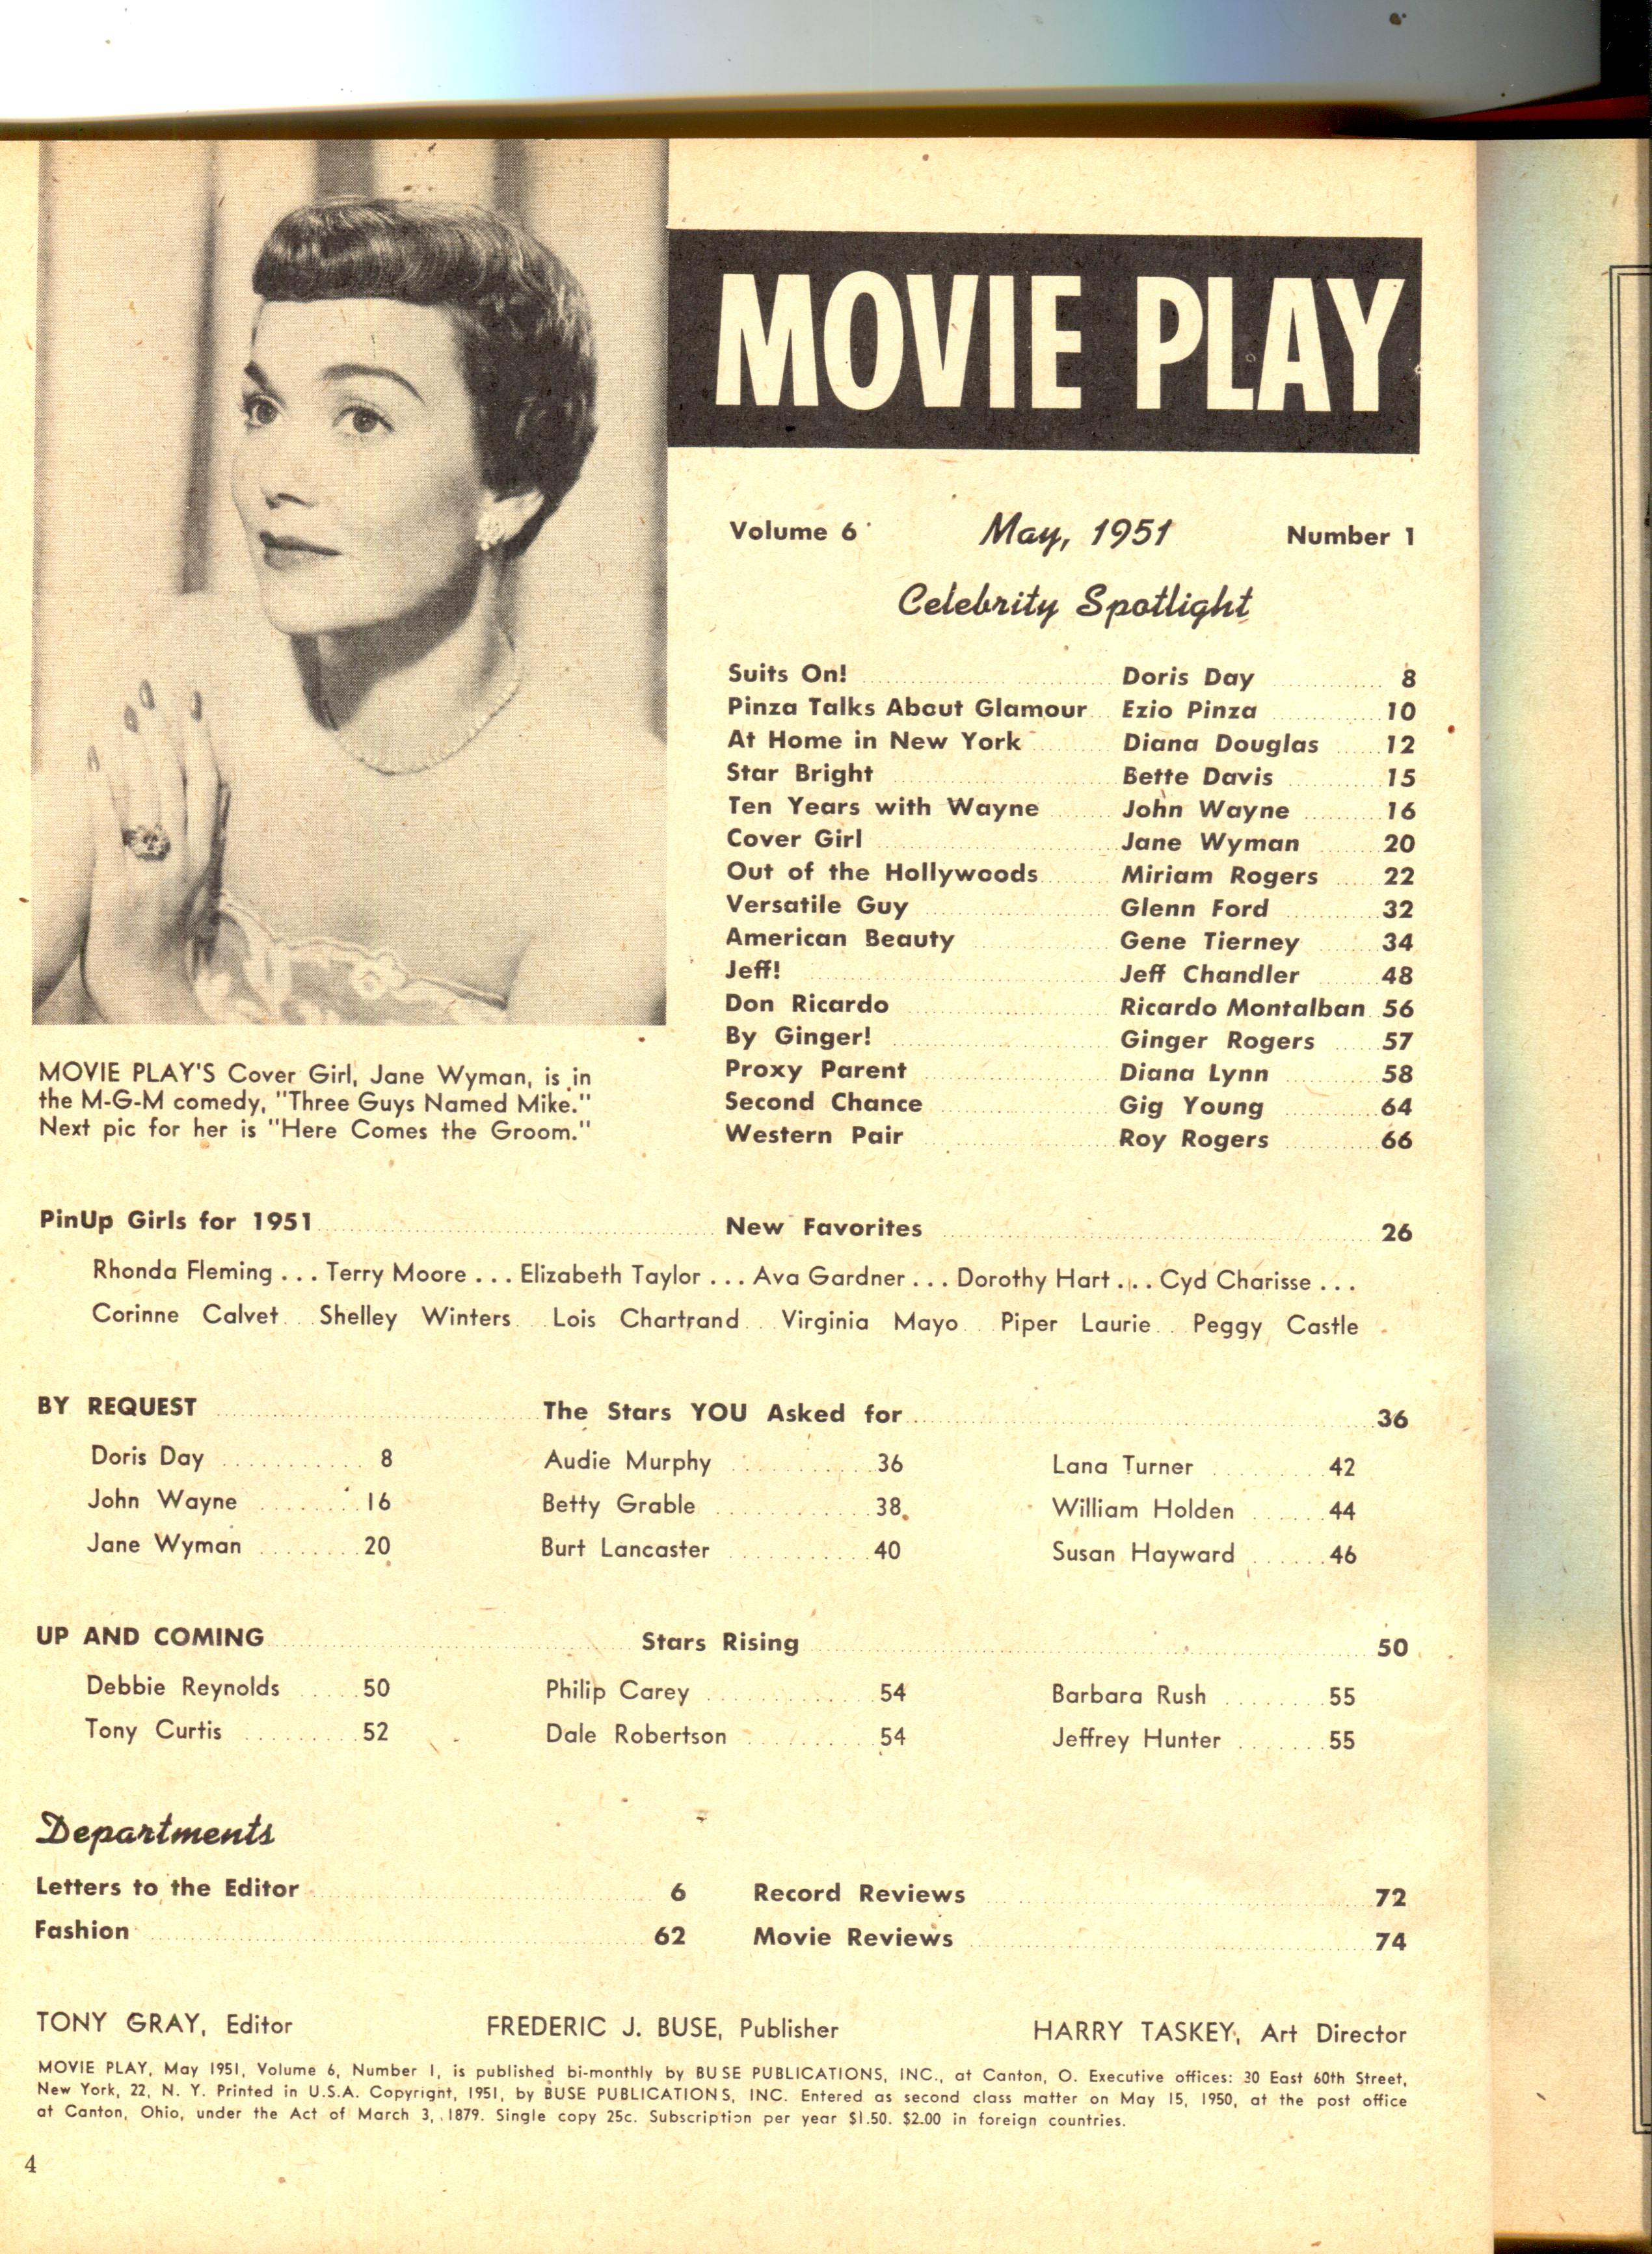 MOVIE PLAY
Volume 6 May, 1951 Number 1
Celebrity Spotlight
Suits On! Doris Day 8
Pinza Talks About Glamour Ezio Pinza 10
At Home in New York Diana Douglas 12
Star Bright Bette Davis 15
Ten Years with Wayne John Wayne 16
Cover Girl Jane Wyman 20
Out of the Hollywoods Miriam Rogers 22
Versatile Guy Glenn Ford 32
American Beauty Gene Tierney 34
Jeff! Jeff Chandler 48
Don Ricardo Ricardo Montalban 56
By Ginger! Ginger Rogers 57
Proxy Parent Diana Lynn 58
Second Chance Gig Young 64
Western Pair Roy Rogers 66
MOVIE PLAY'S Cover Girl, Jane Wyman, is in
the M-G-M comedy, "Three Guys Named Mike."
Next pic for her is "Here Comes the Groom."
PinUp Girls for 1951 New Favorites 26
Rhonda Fleming ... Terry Moore ... Elizabeth Taylor ... Ava Gardner ... Dorothy Hart ... Cyd Charisse ...
Corinne Calvet... Shelley Winters... Lois Chartrand... Virginia Mayo... Piper Laurie... Peggy Castle
BY REQUEST The Stars YOU Asked for 36
Doris Day 8 Audie Murphy 36 Lana Turner 42
John Wayne 16 Betty Grable 38 William Holden 44
Jane Wyman 20 Burt Lancaster 40 Susan Hayward 46
UP AND COMING Stars Rising 50
Debbie Reynolds 50 Philip Carey 54 Barbara Rush 55
Tony Curtis 52 Dale Robertson 54 Jeffrey Hunter 55
Departments
Letters to the Editor 6 Record Reviews 72
Fashion 62 Movie Reviews 74
TONY GRAY, Editor FREDERIC J. BUSE, Publisher HARRY TASKEY, Art Director
MOVIE PLAY, May 1951, Volume 6, Number 1, is published bi-monthly by BUSE PUBLICATIONS, INC., at Canton, O. Executive offices: 30 East 60th Street,
New York, 22, N. Y. Printed in U.S.A. Copyright, 1951, by BUSE PUBLICATIONS, INC. Entered as second class matter on May 15, 1950, at the post office
at Canton, Ohio, under the Act of March 3, 1879. Single copy 25c. Subscription per year $1.50. $2.00 in foreign countries.
4